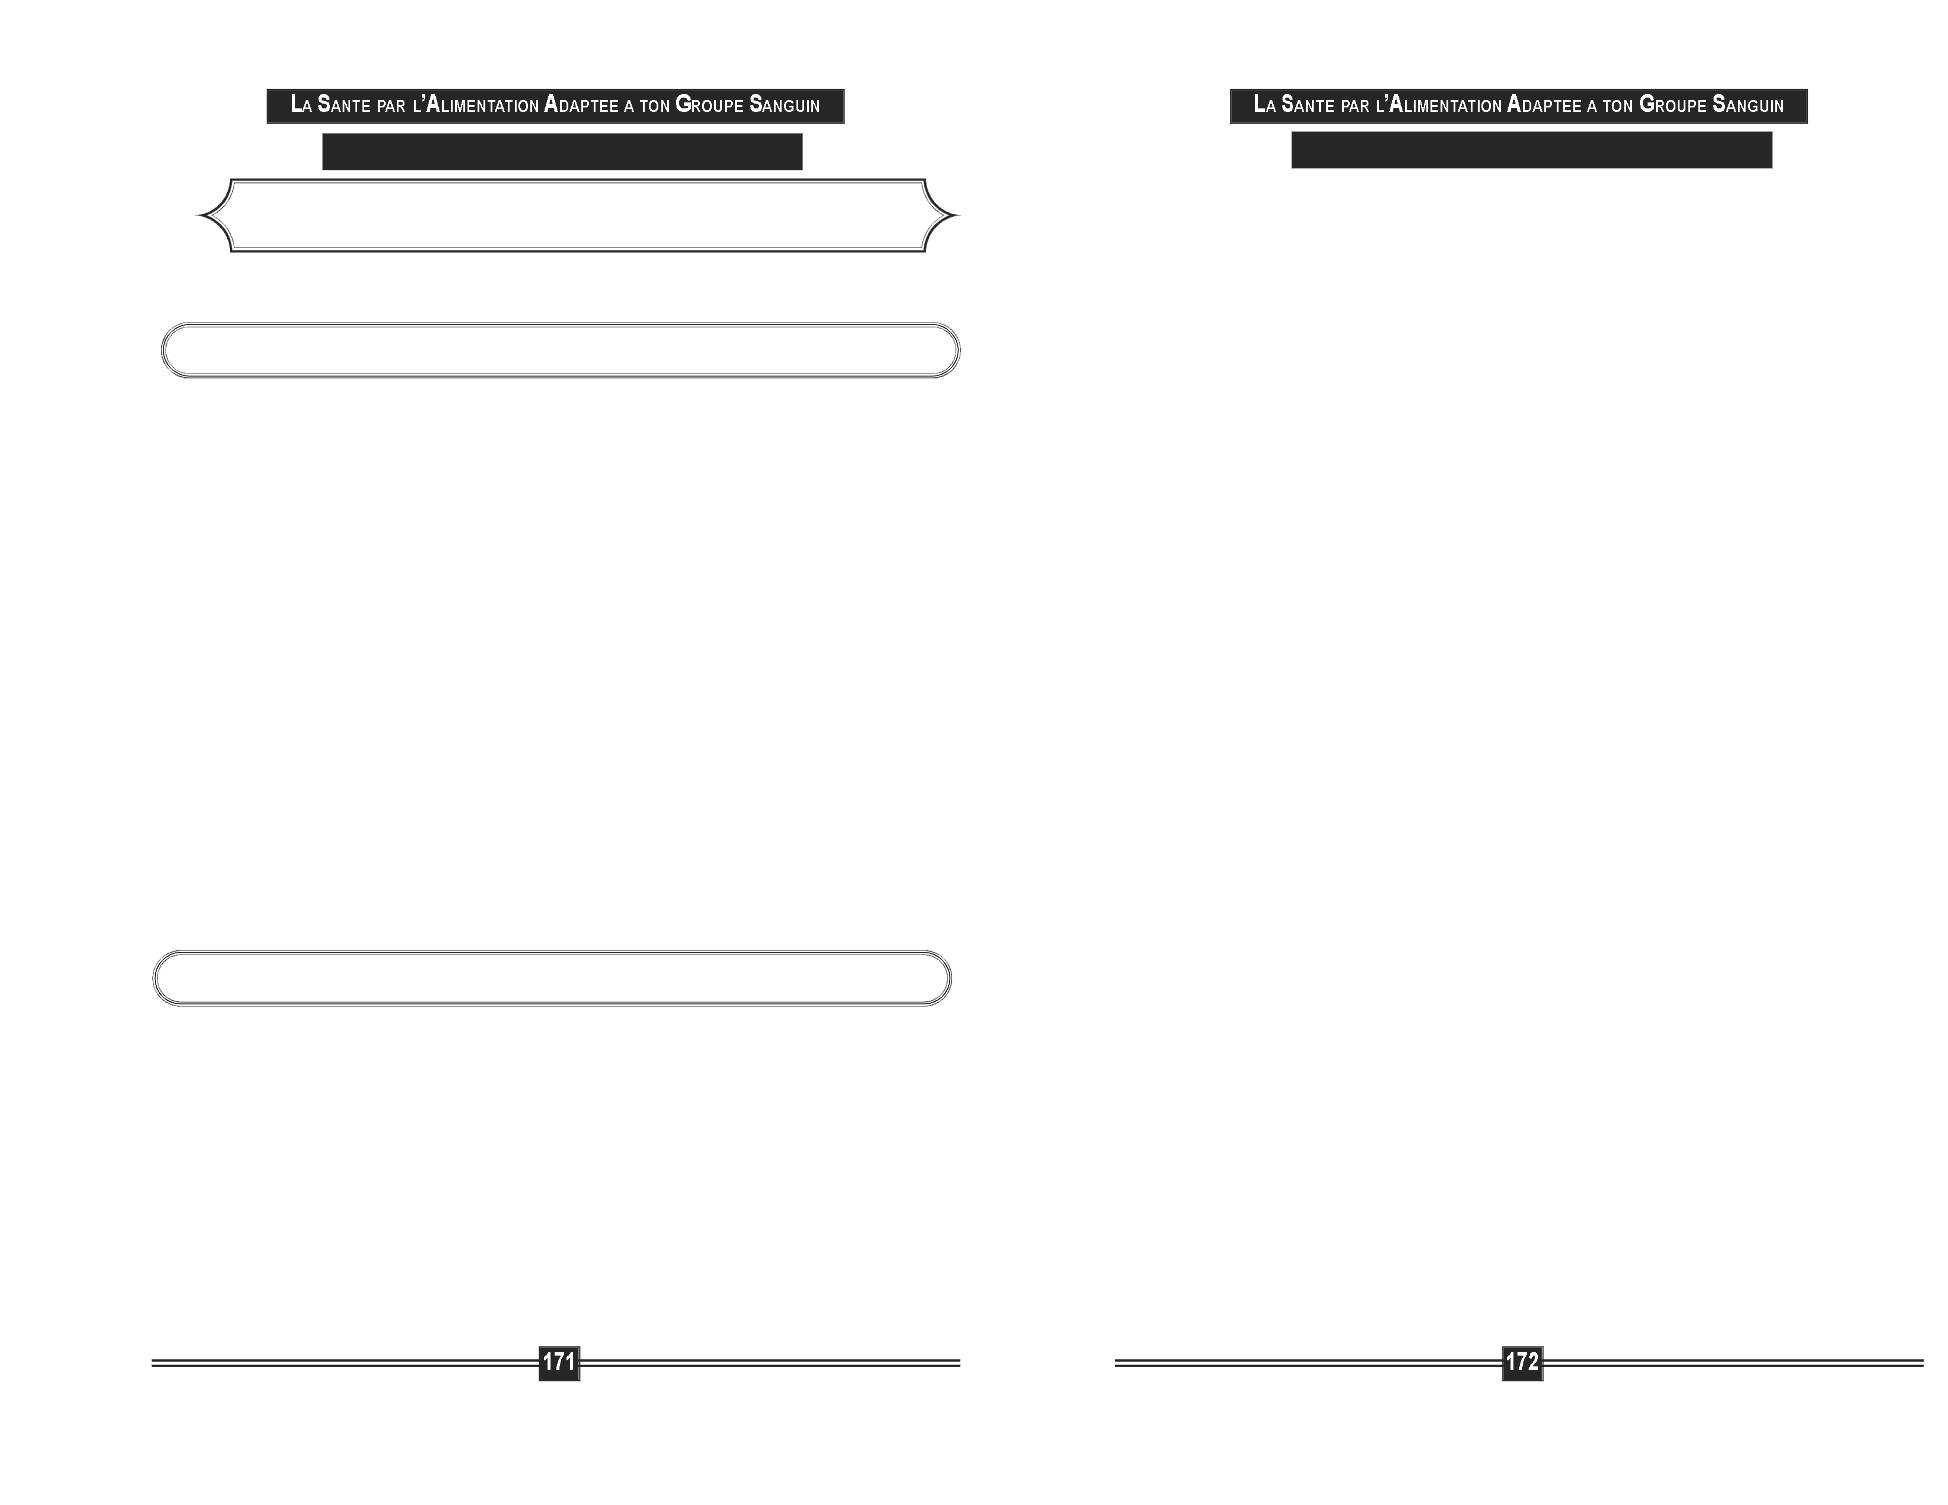 LA SANTE PAR L’ALIMENTATION ADAPTEE A TON GROUPE SANGUIN
171
LA SANTE PAR L’ALIMENTATION ADAPTEE A TON GROUPE SANGUIN
172